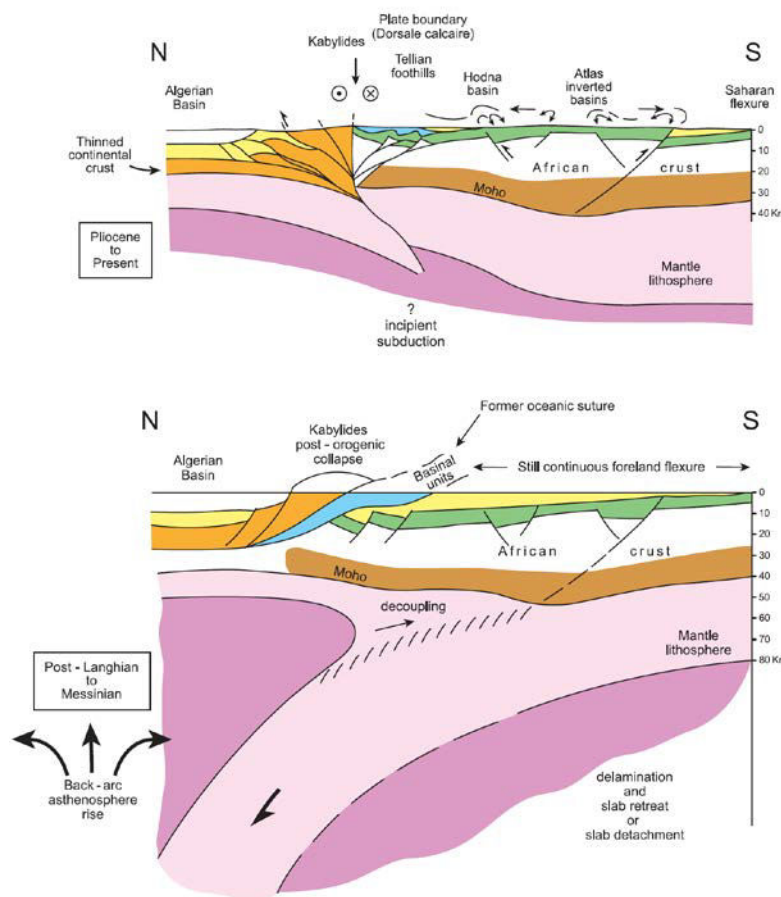 N
Plate boundary
(Dorsale calcaire)
S
Kabylides
Tellian
foothills
Algerian
Basin
Hodna
basin
Atlas
inverted
basins
Saharan
flexure
Thinned
continental
crust
African crust
Moho
0
10
20
30
40 Kr
Pliocene
to
Present
Mantle
lithosphere
?
incipient
subduction
N
Former oceanic suture
S
Kabylides
post - orogenic
collapse
Algerian
Basin
Basinal
units
Still continuous foreland flexure
African crust
Moho
decoupling
0
10
20
30
40
50
60
70
80 Kr
Mantle
lithosphere
Post - Langhian
to
Messinian
Back - arc
asthenosphere
rise
delamination
and
slab retreat
or
slab detachment